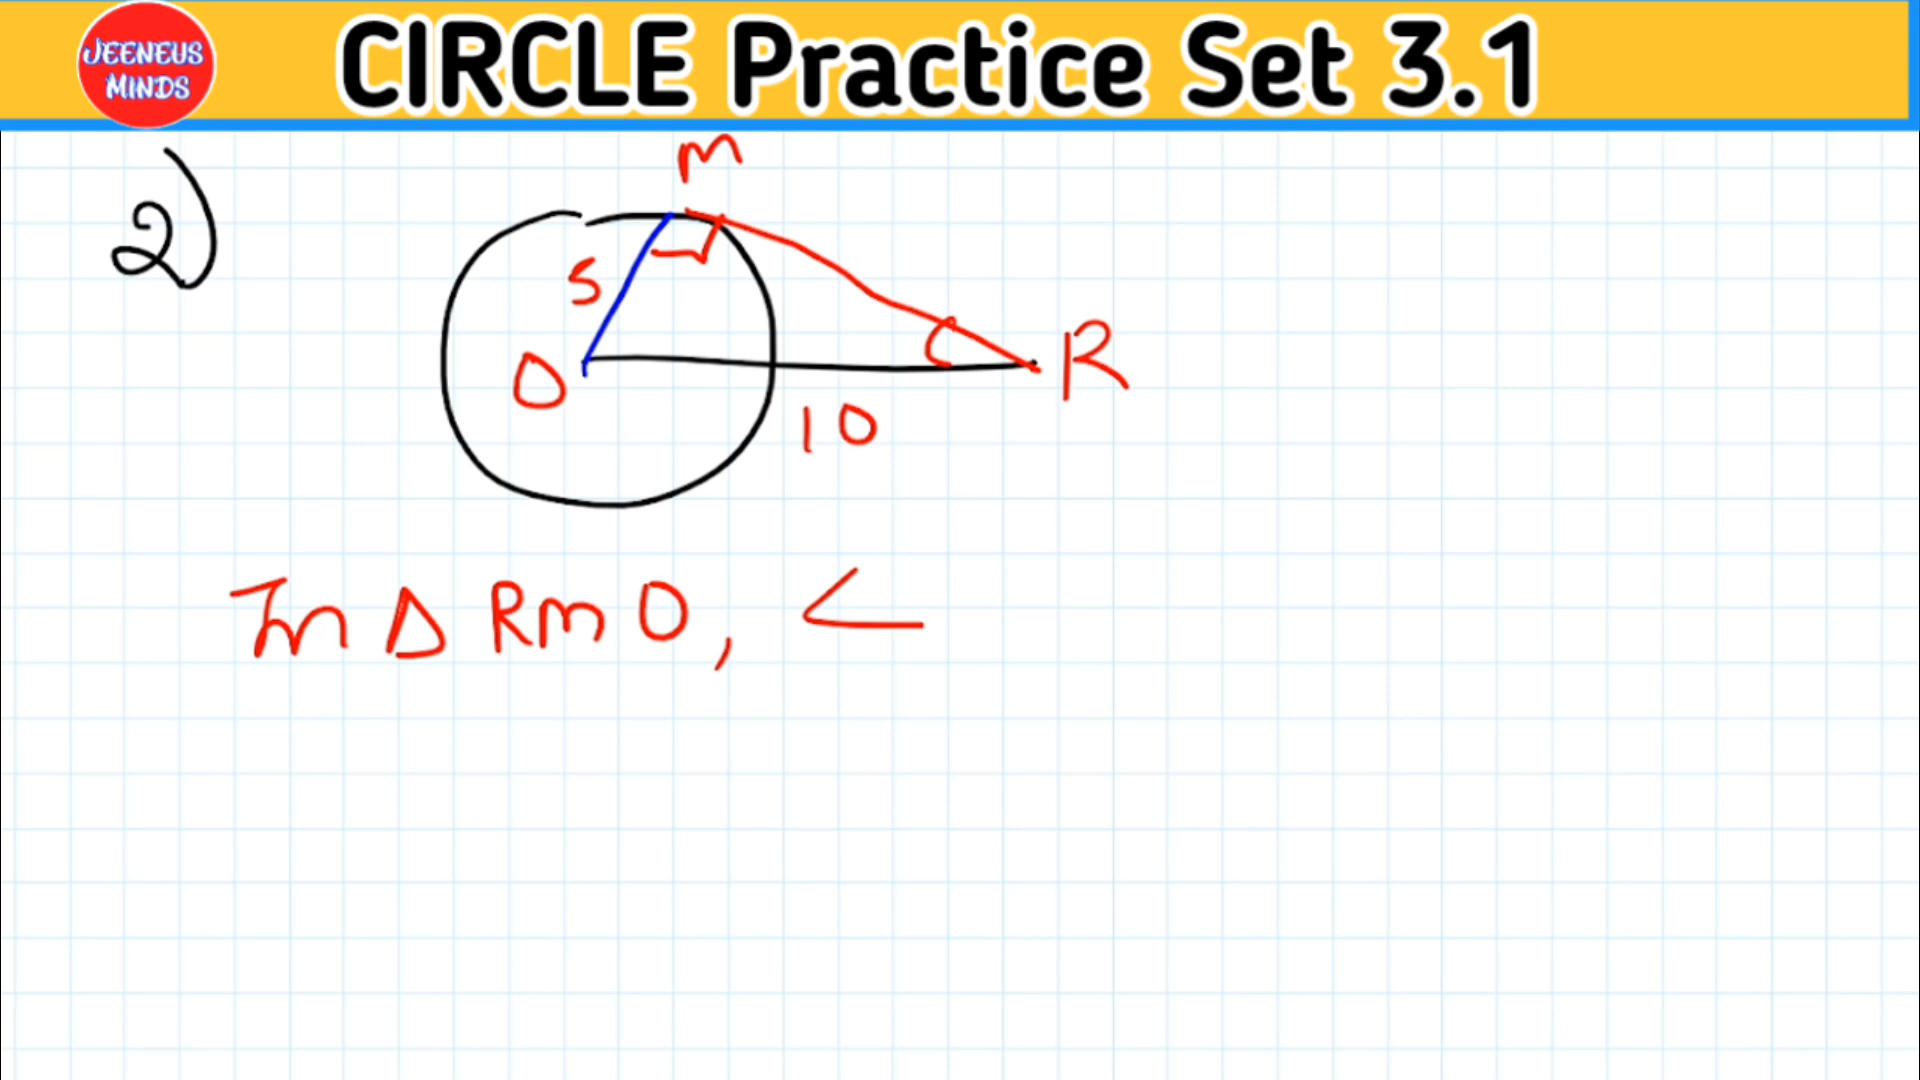 JEENEUS
MINDS
CIRCLE Practice Set 3.1
2)
M
5
O
R
10
In Δ RMO, <